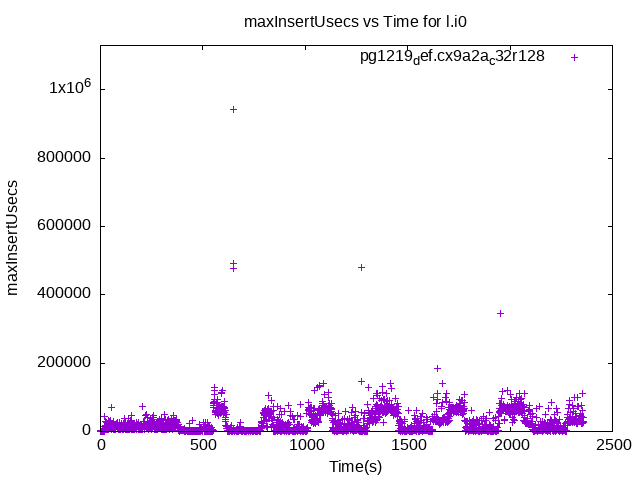 maxInsertUsecs vs Time for l.i0
pg1219def.cx9a2ac32r128
1x10^6
800000
600000
400000
200000
0
maxInsertUsecs
0 500 1000 1500 2000 2500
Time(s)